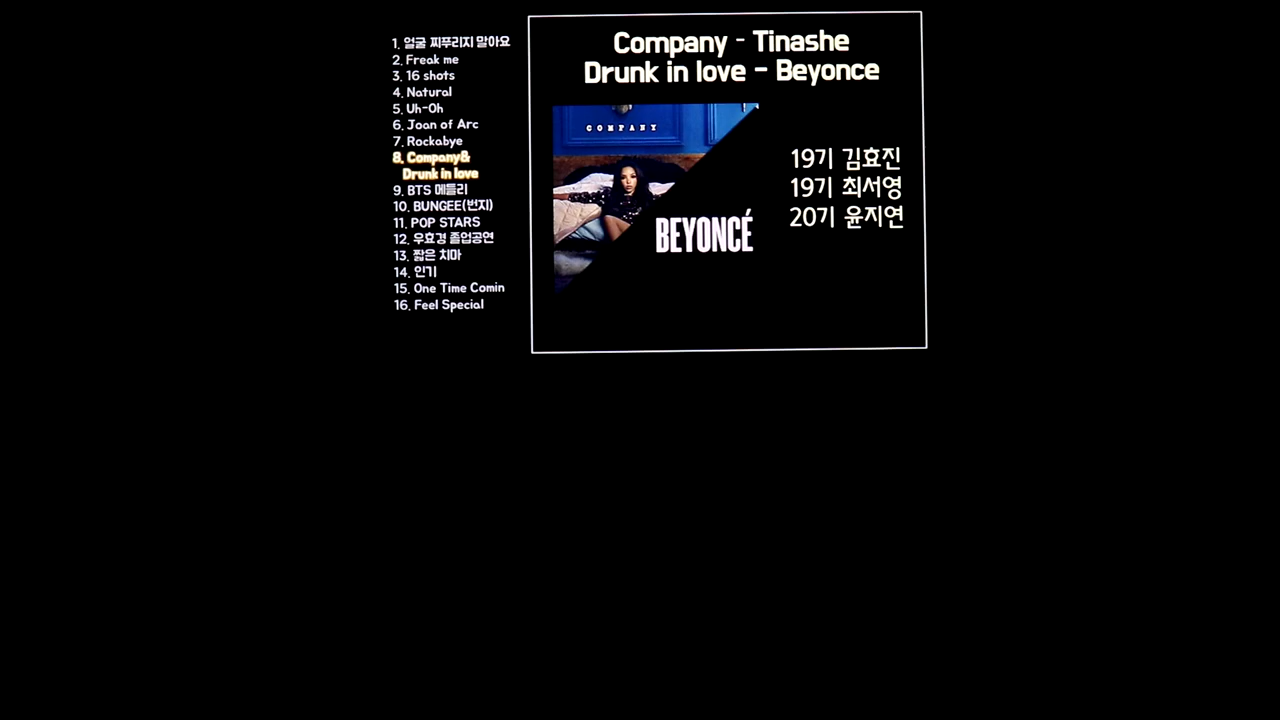 1. 얼굴 찌푸리지 말아요
2. Freak me
3. 16 shots
4. Natural
5. Uh-Oh
6. Joan of Arc
7. Rockabye
8. Company&
Drunk in love
9. BTS 메들리
10. BUNGEE(번지)
11. POP STARS
12. 우효경 졸업공연
13. 짧은 치마
14. 인기
15. One Time Comin
16. Feel Special
Company - Tinashe
Drunk in love - Beyonce
COMPANY
BEYONCÉ
19기 김효진
19기 최서영
20기 윤지연